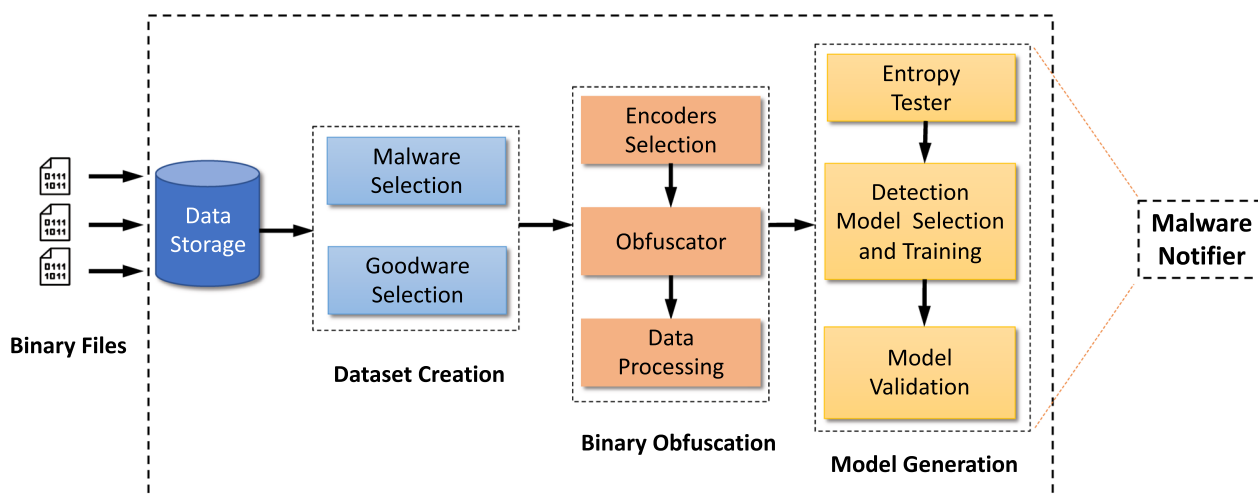 0111
1011
0111
1011
0111
1011
Binary Files
Data
Storage
Malware
Selection
Goodware
Selection
Dataset Creation
Encoders
Selection
Obfuscator
Data
Processing
Binary Obfuscation
Entropy
Tester
Detection
Model Selection
and Training
Model
Validation
Model Generation
Malware
Notifier